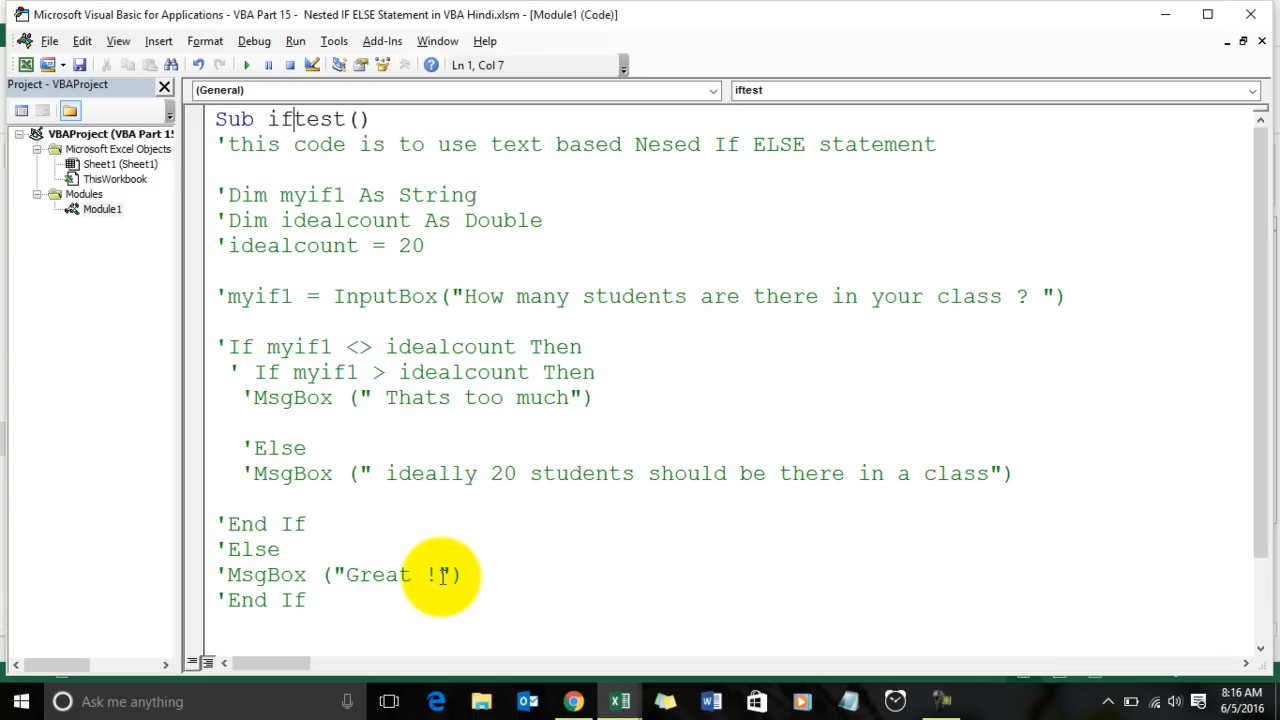 Microsoft Visual Basic for Applications - VBA Part 15 -  Nested IF ELSE Statement in VBA Hindi.xlsm - [Module1 (Code)]
File Edit View Insert Format Debug Run Tools Add-Ins Window Help
Ln 1, Col 7
Project - VBAProject
(General)
iftest
VBAProject (VBA Part 15
Microsoft Excel Objects
Sheet1 (Sheet1)
ThisWorkbook
Modules
Module1
Sub iftest()
'this code is to use text based Nesed If ELSE statement
'Dim myif1 As String
'Dim idealcount As Double
'idealcount = 20
'myif1 = InputBox("How many students are there in your class ? ")
'If myif1 <> idealcount Then
' If myif1 > idealcount Then
'MsgBox (" Thats too much")
'Else
'MsgBox (" ideally 20 students should be there in a class")
'End If
'Else
'MsgBox ("Great !")
'End If
Ask me anything
8:16 AM
6/5/2016